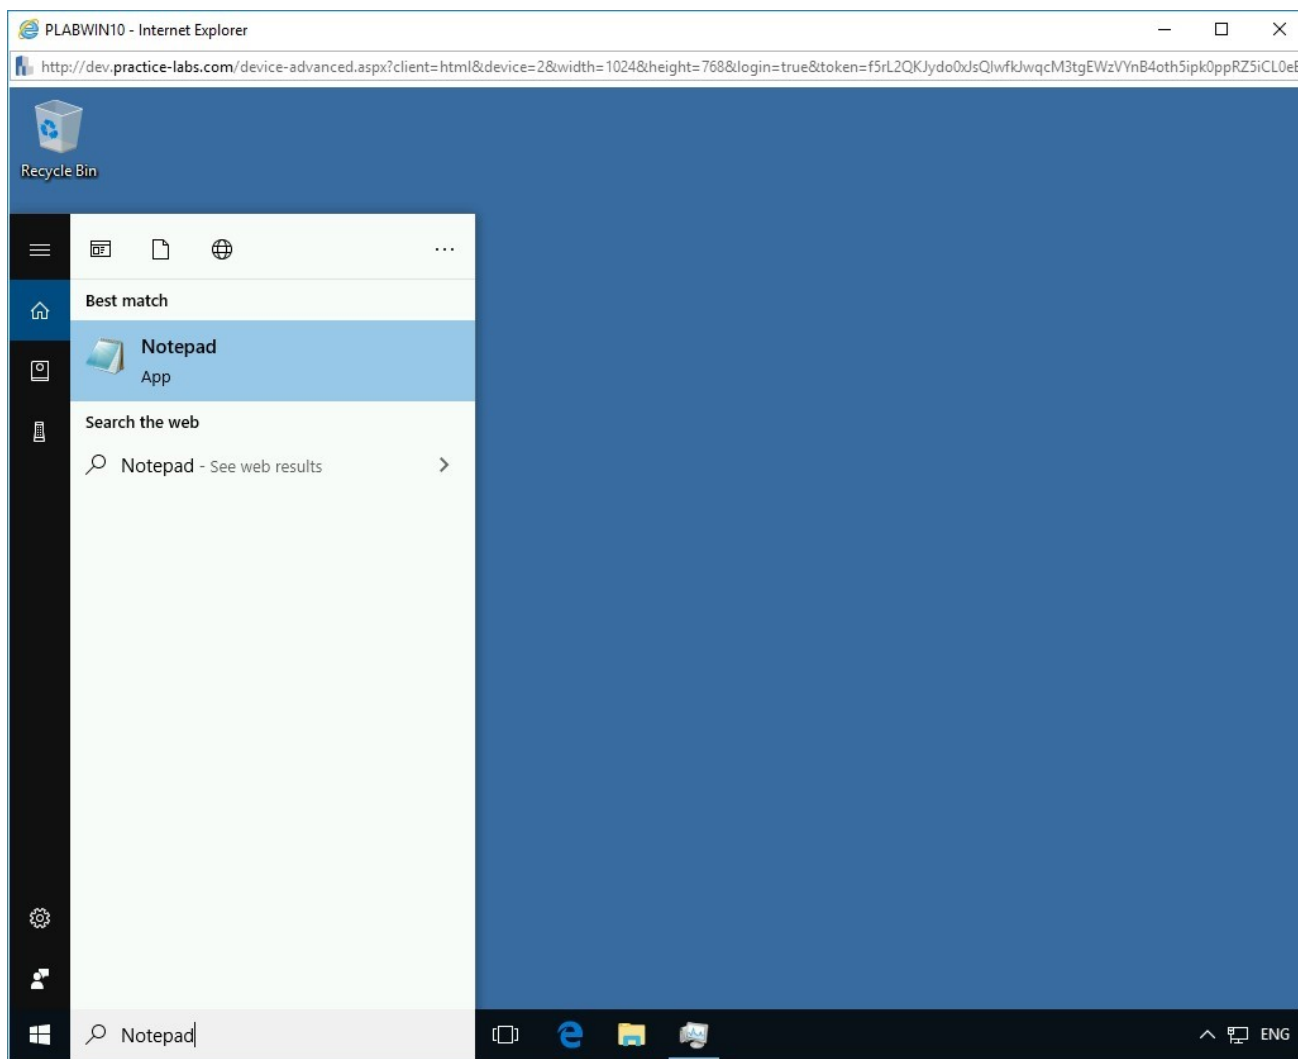 PLABWIN10 - Internet Explorer
http://dev.practice-labs.com/device-advanced.aspx?client=html&device=2&width=1024&height=768&login=true&token=f5rL2QKJydo0xJsQlwfkJwqcM3tgEWzVYnB4oth5ipk0ppRZ5iCL0eE
Recycle Bin
Best match
Notepad
App
Search the web
Notepad - See web results
Notepad
ENG